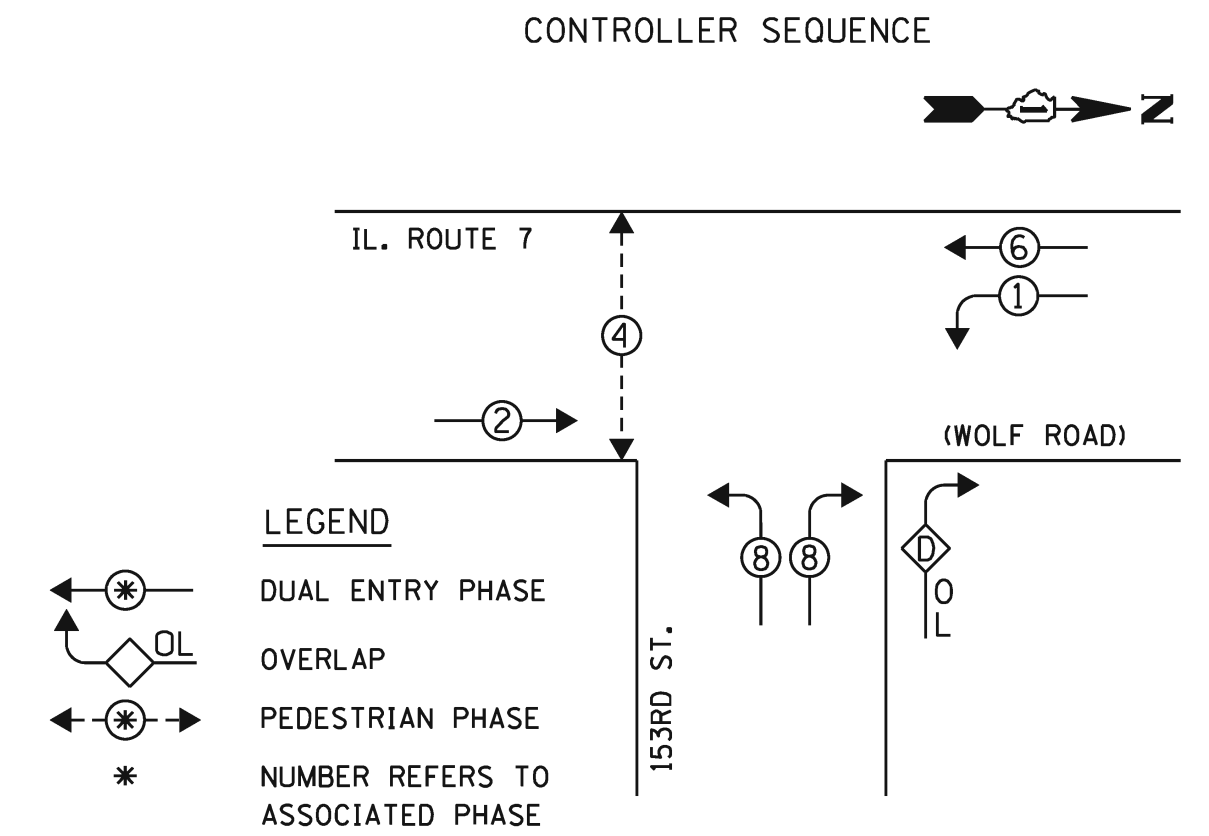 CONTROLLER SEQUENCE
N
IL. ROUTE 7
6
1
4
2
(WOLF ROAD)
LEGEND
8 8
D
OL
* DUAL ENTRY PHASE
OL OVERLAP
* PEDESTRIAN PHASE
* NUMBER REFERS TO
ASSOCIATED PHASE
153RD ST.